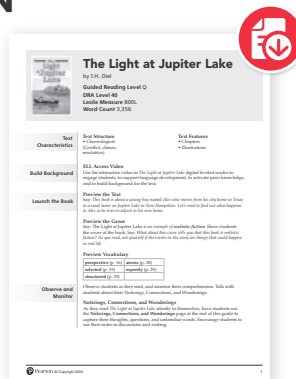 N
The Light at Jupiter Lake
by J.H. Diel
Guided Reading Level Q
DRA Level 40
Lexile Measure 800L
Word Count 3,356
The Light
at Jupiter
Lake
Text
Characteristics
Text Structure
• Chronological
(Conflict, climax,
resolution)
Text Features
• Chapters
• Illustrations
Build Background
ELL Access Video
Use the interactive video in The Light at Jupiter Lake digital leveled reader to
engage students, to support language development, to activate prior knowledge,
and to build background for the text.
Launch the Book
Preview the Text
Say: This book is about a young boy named Alex who moves from his city home in Texas
to a rural home on Jupiter Lake in New Hampshire. Let's read to find out what happens
to Alex as he tries to adjust to his new home.
Preview the Genre
Say: The Light at Jupiter Lake is an example of realistic fiction. Show students
the cover of the book. Say: What about this cover tells you that this book is realistic
fiction? As you read, ask yourself if the events in the story are things that could happen
in real life.
Preview Vocabulary
perspective (p. 16) access (p. 28)
selected (p. 19) expertly (p. 29)
structured (p. 29)
Observe and
Monitor
Observe students as they read, and monitor their comprehension. Talk with
students about their Noticings, Connections, and Wonderings.
Noticings, Connections, and Wonderings
As they read The Light at Jupiter Lake silently to themselves, have students use
the Noticings, Connections, and Wonderings page at the end of this guide to
capture their thoughts, questions, and unfamiliar words. Encourage students to
use their notes in discussions and writing.
Pearson © Copyright 2020
1